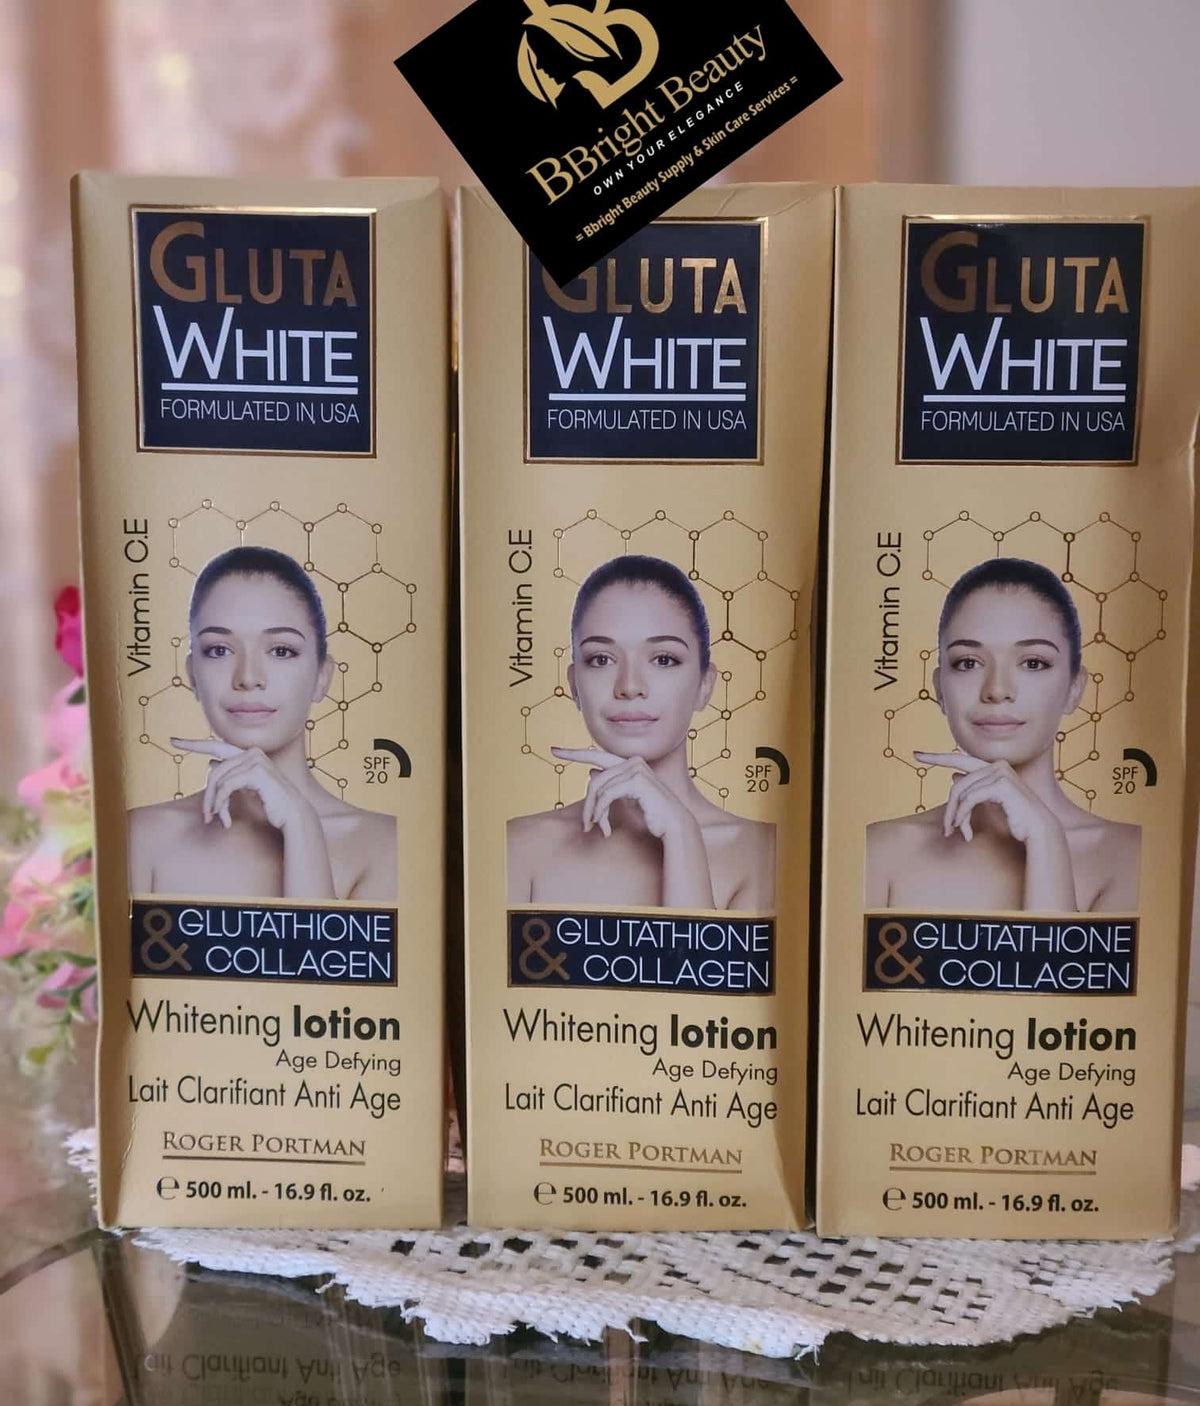 BBright Beauty
OWN YOUR ELEGANCE
= Bbright Beauty Supply & Skin Care Services =
GLUTA
WHITE
FORMULATED IN USA
Vitamin C.E
SPF
20
& GLUTATHIONE
COLLAGEN
Whitening lotion
Age Defying
Lait Clarifiant Anti Age
ROGER PORTMAN
℮ 500 ml. - 16.9 fl. oz.
GLUTA
WHITE
FORMULATED IN USA
Vitamin C.E
SPF
20
& GLUTATHIONE
COLLAGEN
Whitening lotion
Age Defying
Lait Clarifiant Anti Age
ROGER PORTMAN
℮ 500 ml. - 16.9 fl. oz.
GLUTA
WHITE
FORMULATED IN USA
Vitamin C.E
SPF
20
& GLUTATHIONE
COLLAGEN
Whitening lotion
Age Defying
Lait Clarifiant Anti Age
ROGER PORTMAN
℮ 500 ml. - 16.9 fl. oz.